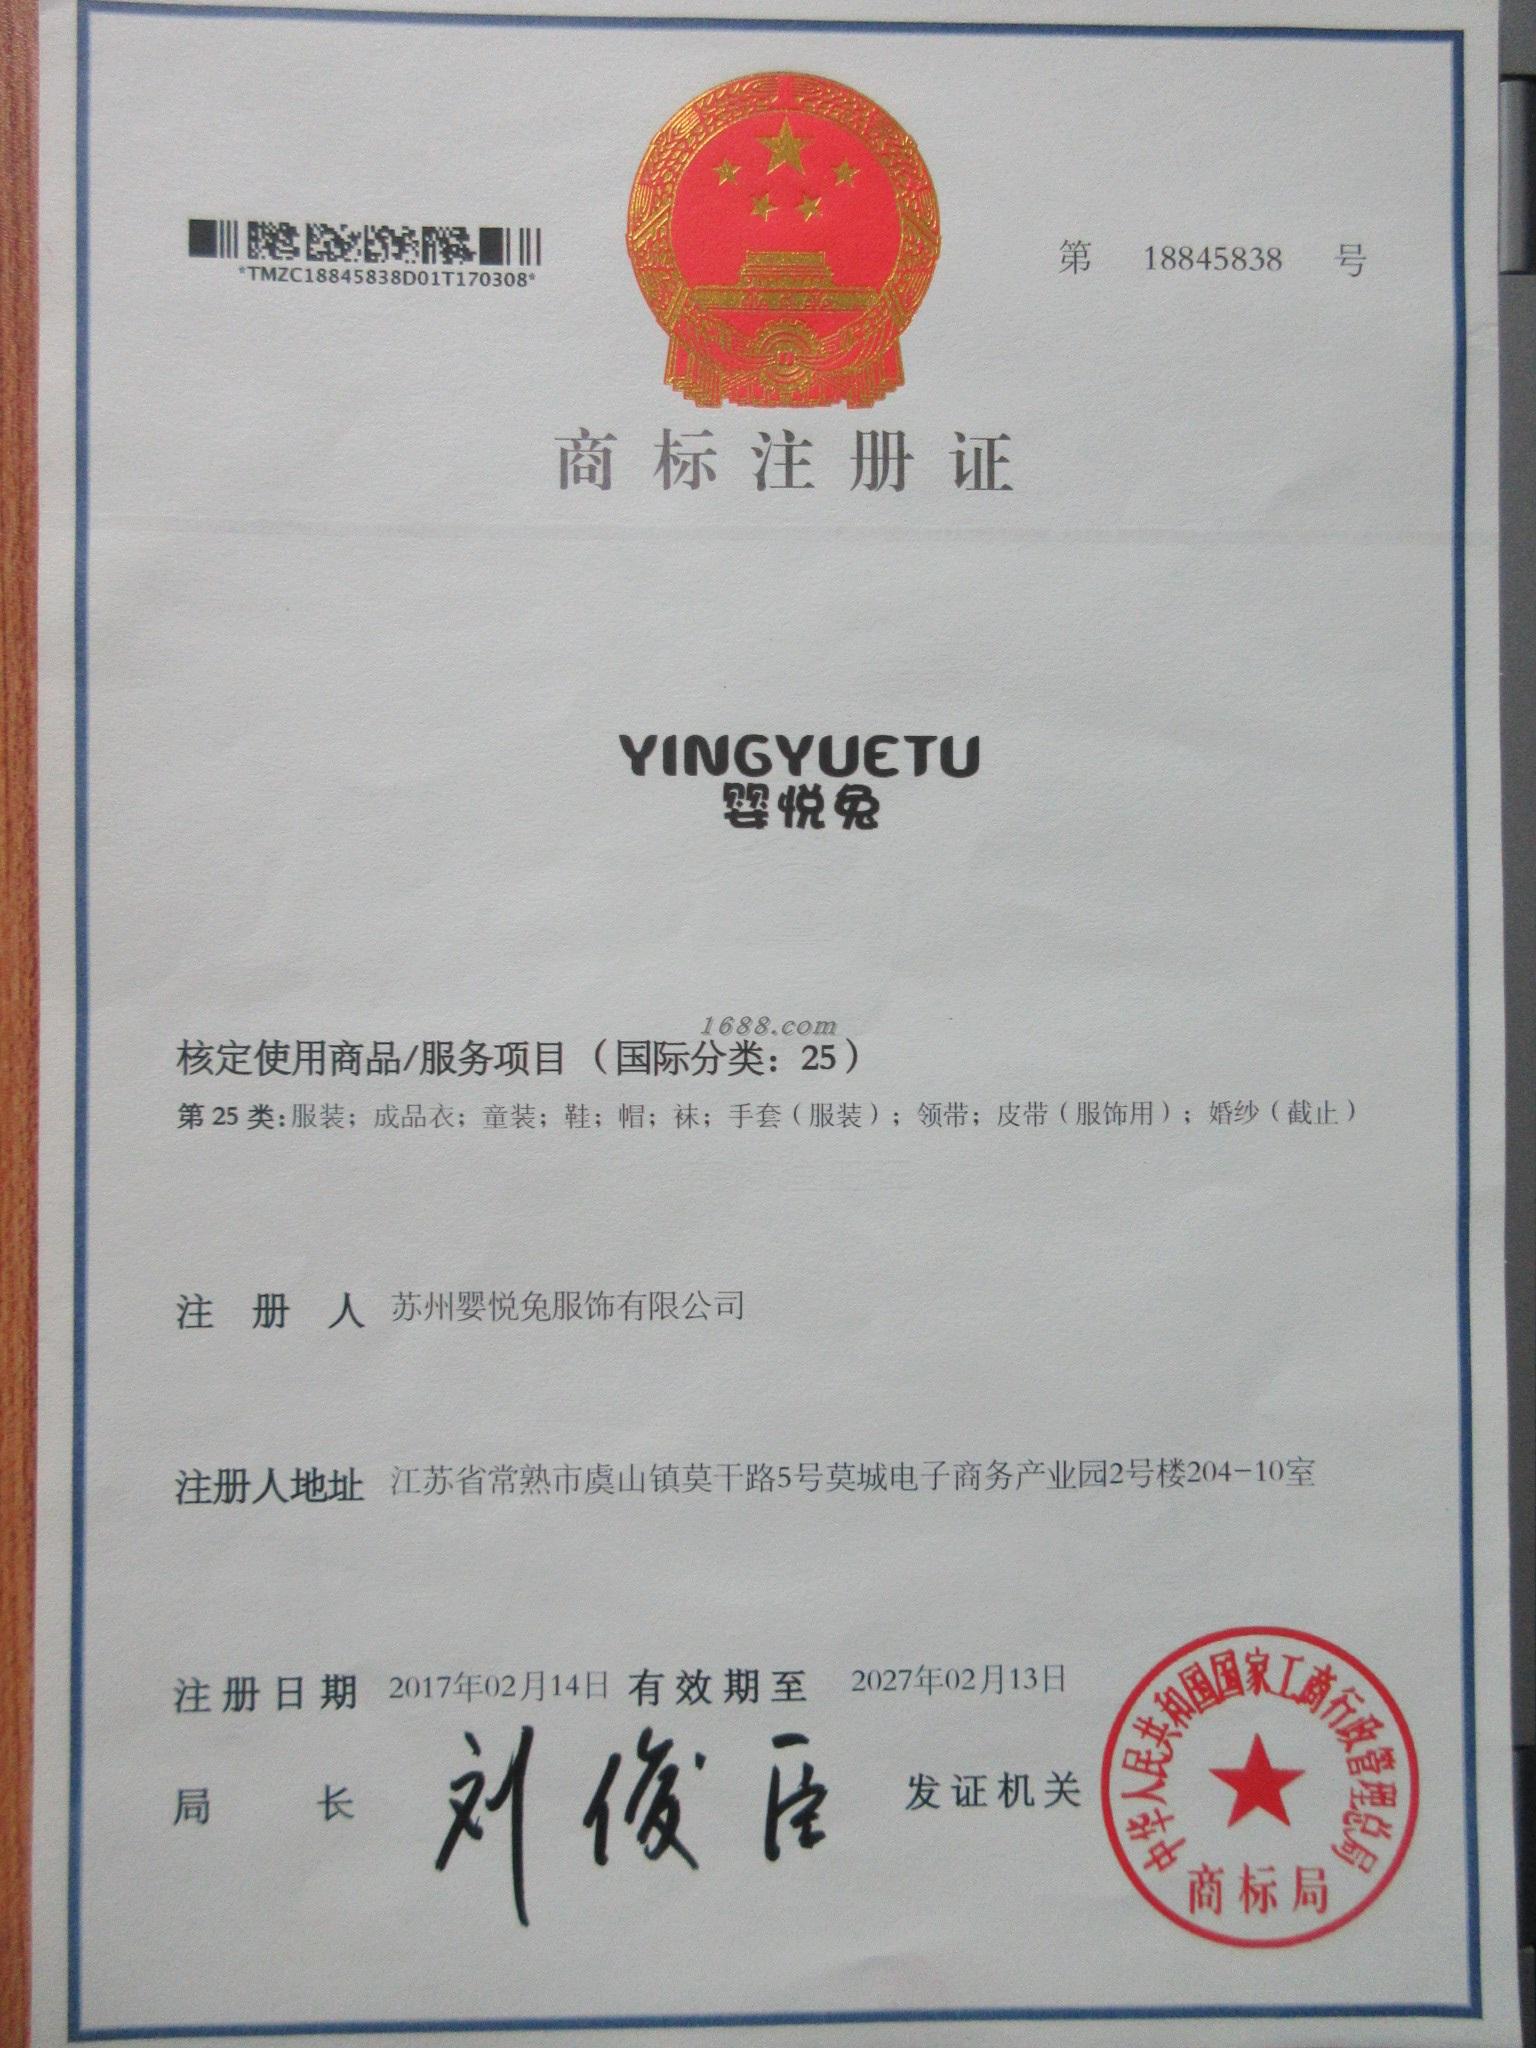 *TMZC18845838D01T170308*
第 18845838 号
商标注册证
YINGYUETU
婴悦兔
1688.com
核定使用商品/服务项目（国际分类：25）
第 25 类：服装；成品衣；童装；鞋；帽；袜；手套（服装）；领带；皮带（服饰用）；婚纱（截止）
注册人 苏州婴悦兔服饰有限公司
注册人地址 江苏省常熟市虞山镇莫干路5号莫城电子商务产业园2号楼204-10室
注册日期 2017年02月14日 有效期至 2027年02月13日
局长 刘俊臣 发证机关
中华人民共和国国家工商行政管理总局
商标局